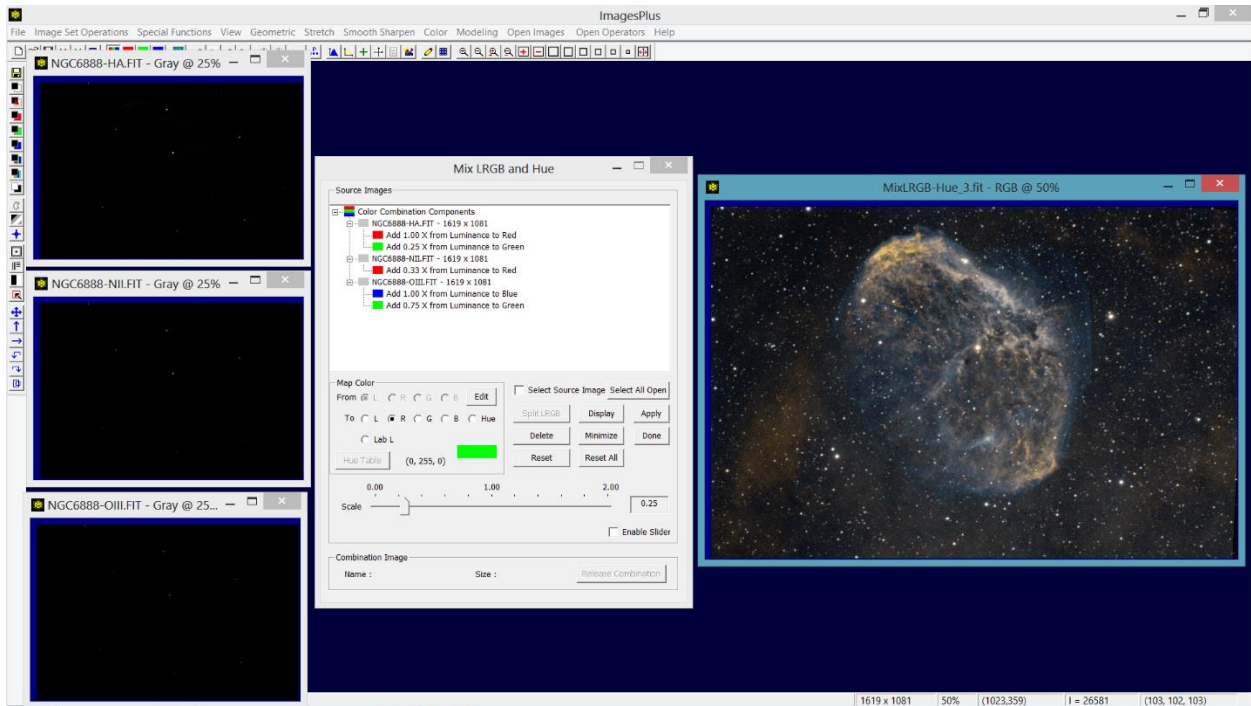 ImagesPlus
File Image Set Operations Special Functions View Geometric Stretch Smooth Sharpen Color Modeling Open Images Open Operators Help
NGC6888-HA.FIT - Gray @ 25%
NGC6888-NII.FIT - Gray @ 25%
NGC6888-OIII.FIT - Gray @ 25...
Mix LRGB and Hue
Source Images
Color Combination Components
NGC6888-HA.FIT - 1619 x 1081
Add 1.00 X from Luminance to Red
Add 0.25 X from Luminance to Green
NGC6888-NII.FIT - 1619 x 1081
Add 0.33 X from Luminance to Red
NGC6888-OIII.FIT - 1619 x 1081
Add 1.00 X from Luminance to Blue
Add 0.75 X from Luminance to Green
Map Color
From L R G B Edit
To L R G B Hue
Lab L
Hue Table (0, 255, 0)
Select Source Image Select All Open
Split LRGB Display Apply
Delete Minimize Done
Reset Reset All
0.00 1.00 2.00
Scale 0.25
Enable Slider
Combination Image
Name : Size : Release Combination
MixLRGB-Hue_3.fit - RGB @ 50%
1619 x 1081 50% (1023,359) I = 26581 (103, 102, 103)